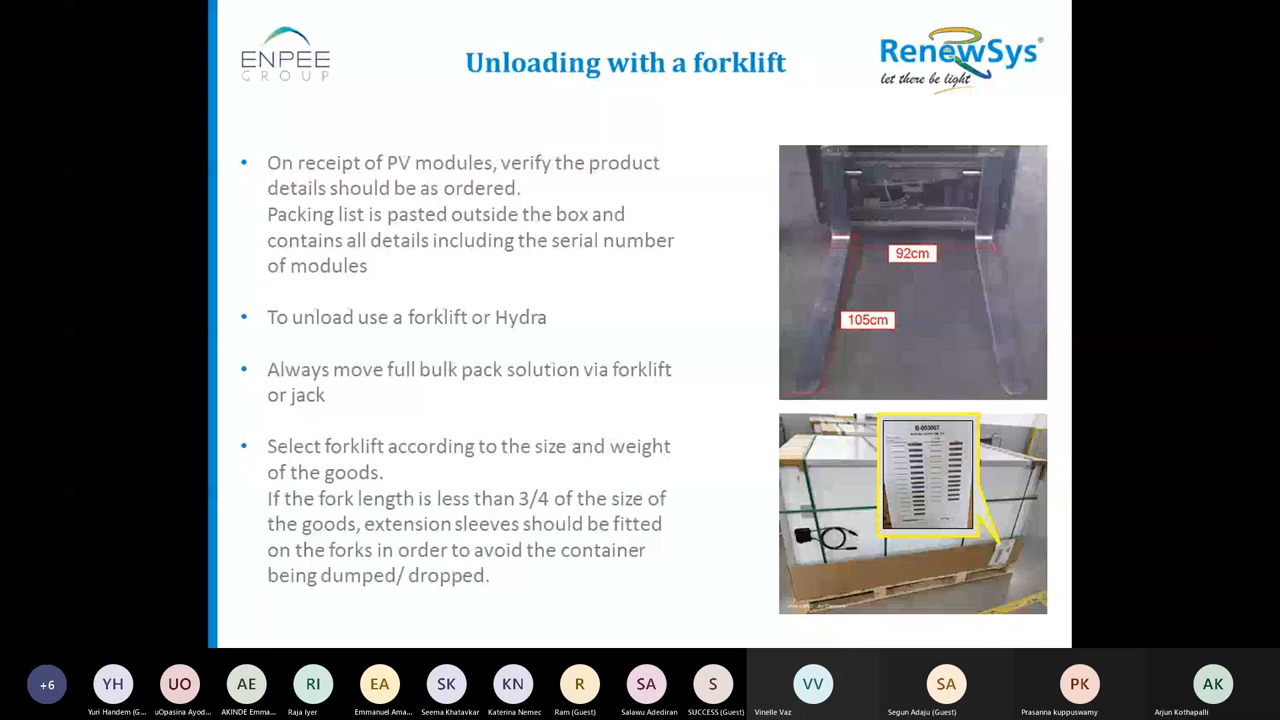 ENPEE
GROUP
Unloading with a forklift
RenewSys®
let there be light
• On receipt of PV modules, verify the product
details should be as ordered.
Packing list is pasted outside the box and
contains all details including the serial number
of modules
• To unload use a forklift or Hydra
• Always move full bulk pack solution via forklift
or jack
• Select forklift according to the size and weight
of the goods.
If the fork length is less than 3/4 of the size of
the goods, extension sleeves should be fitted
on the forks in order to avoid the container
being dumped/ dropped.
92cm
105cm
+6
YH
UO
AE
RI
EA
SK
KN
R
SA
S
VV
SA
PK
AK
Yuri Handem (G...
uOpasina Ayod...
AKINDE Emma...
Raja Iyer
Emmanuel Ama...
Seema Khatavkar
Katerina Nemec
Ram (Guest)
Salawu Adediran
SUCCESS (Guest)
Vinelle Vaz
Segun Adaju (Guest)
Prasanna kuppuswamy
Arjun Kothapalli